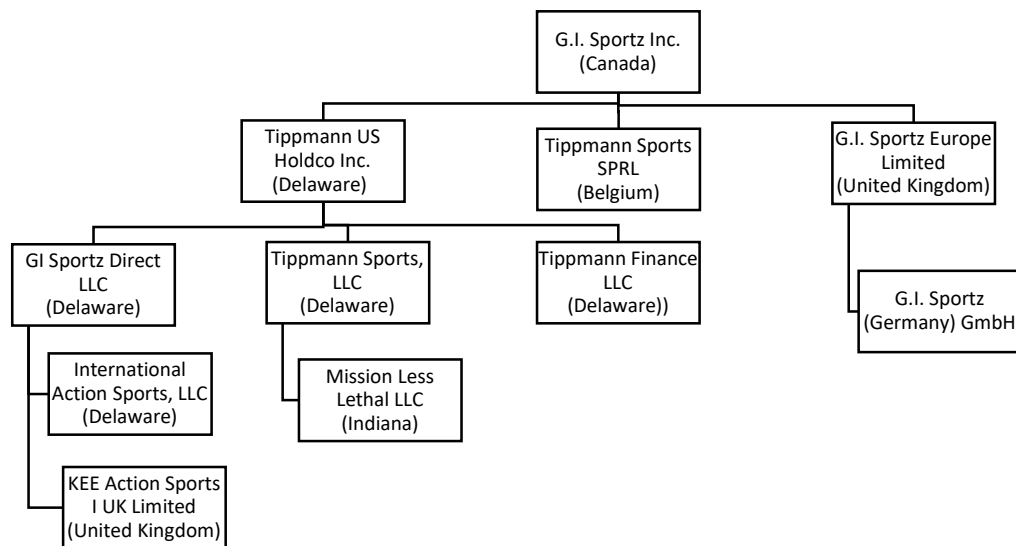 G.I. Sportz Inc.
(Canada)
Tippmann US
Holdco Inc.
(Delaware)
Tippmann Sports
SPRL
(Belgium)
G.I. Sportz Europe
Limited
(United Kingdom)
GI Sportz Direct
LLC
(Delaware)
Tippmann Sports,
LLC
(Delaware)
Tippmann Finance
LLC
(Delaware))
G.I. Sportz
(Germany) GmbH
International
Action Sports, LLC
(Delaware)
Mission Less
Lethal LLC
(Indiana)
KEE Action Sports
I UK Limited
(United Kingdom)